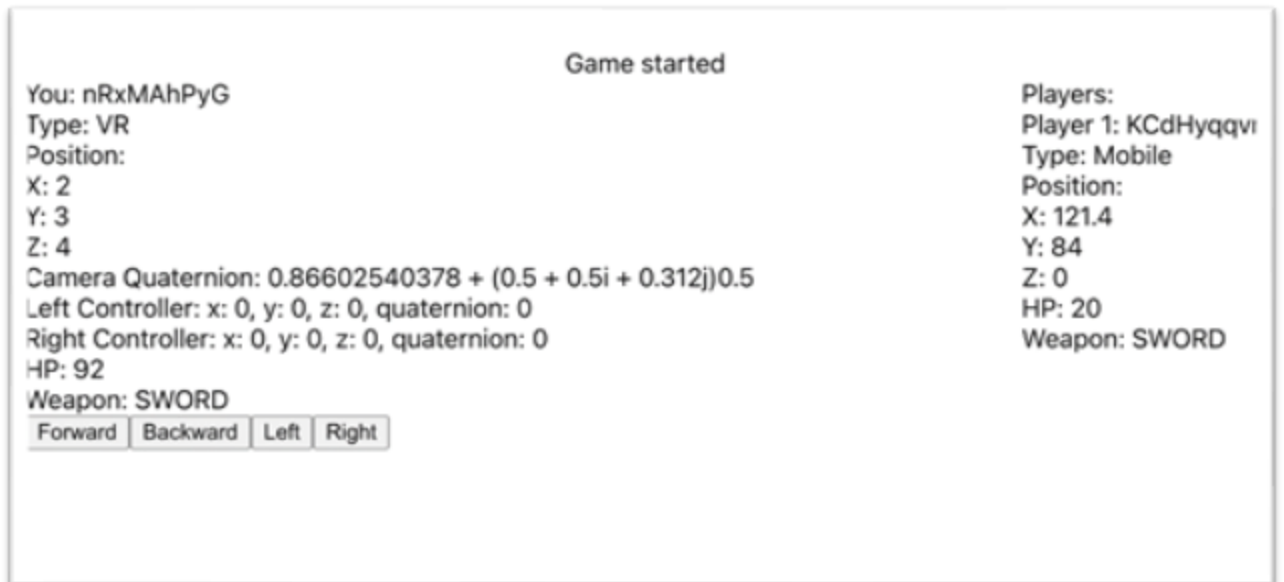 Game started
You: nRxMAhPyG
Type: VR
Position:
X: 2
Y: 3
Z: 4
Camera Quaternion: 0.86602540378 + (0.5 + 0.5i + 0.312j)0.5
Left Controller: x: 0, y: 0, z: 0, quaternion: 0
Right Controller: x: 0, y: 0, z: 0, quaternion: 0
HP: 92
Weapon: SWORD
Forward Backward Left Right
Players:
Player 1:
Type: Mobile
Position:
X: 121.4
Y: 84
Z: 0
HP: 20
Weapon: SWORD